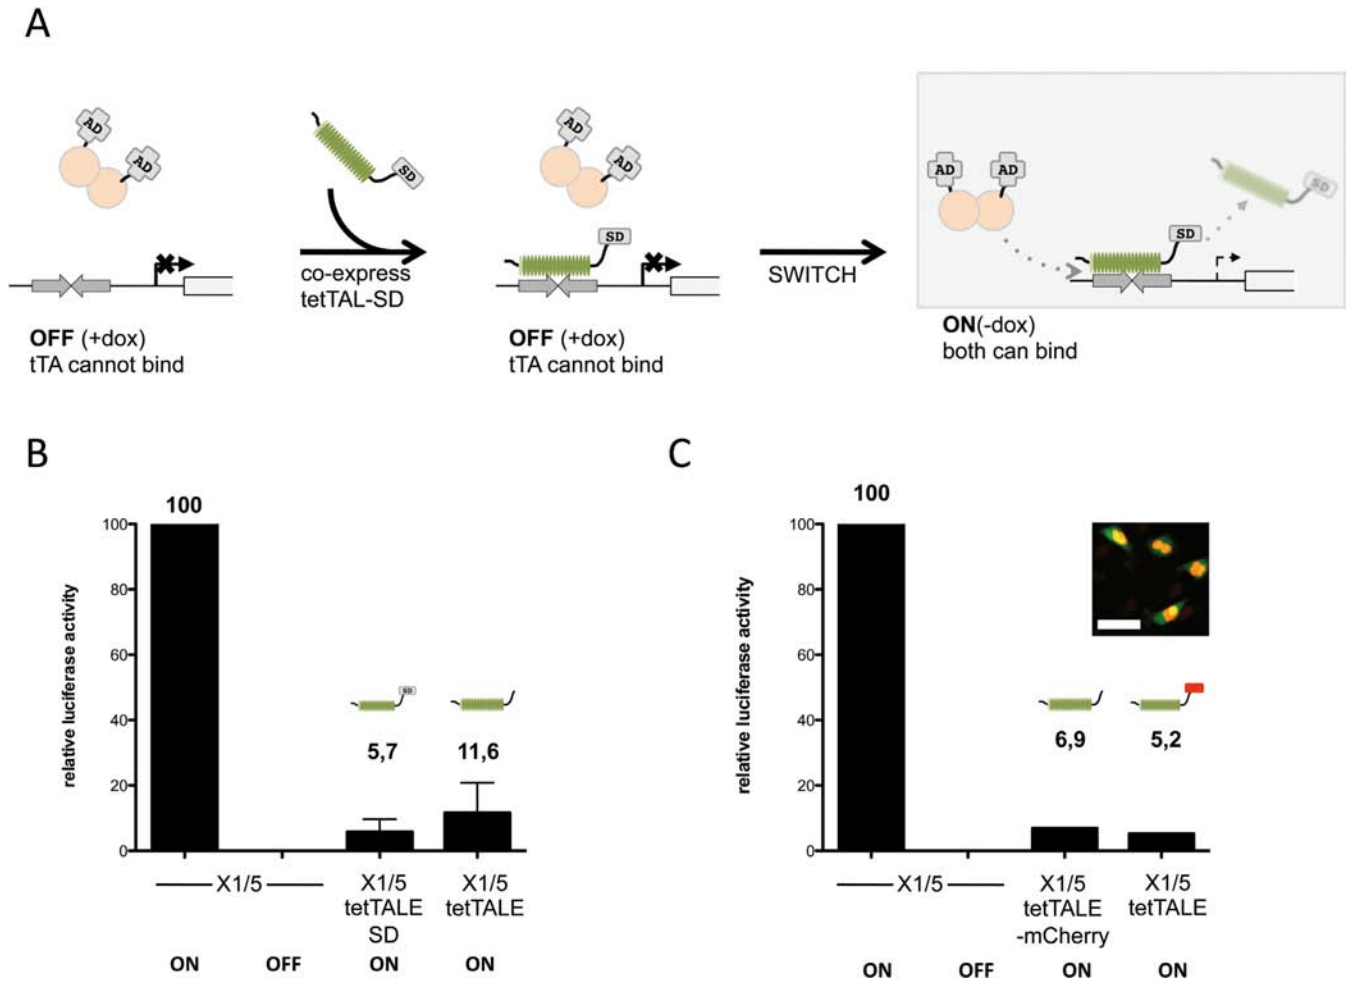 A
AD
AD
SD
AD
AD
SD
AD
AD
SD
SD
co-express
tetTAL-SD
SWITCH
OFF (+dox)
tTA cannot bind
OFF (+dox)
tTA cannot bind
ON(-dox)
both can bind
B
relative luciferase activity
100
80
60
40
20
0
100
SD
5,7
11,6
X1/5
X1/5
tetTALE
SD
X1/5
tetTALE
ON
OFF
ON
ON
C
relative luciferase activity
100
80
60
40
20
0
100
6,9
5,2
X1/5
X1/5
tetTALE
-mCherry
X1/5
tetTALE
ON
OFF
ON
ON